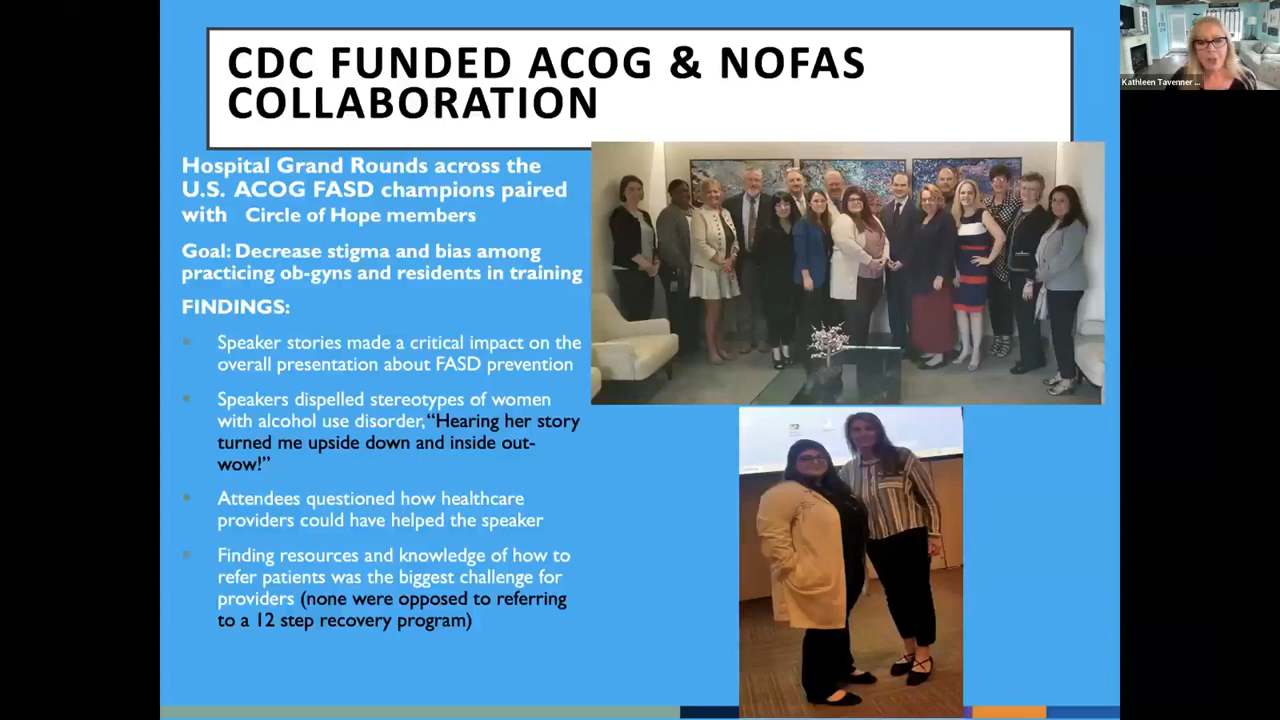 CDC FUNDED ACOG & NOFAS
COLLABORATION
Hospital Grand Rounds across the
U.S. ACOG FASD champions paired
with Circle of Hope members
Goal: Decrease stigma and bias among
practicing ob-gyns and residents in training
FINDINGS:
Speaker stories made a critical impact on the
overall presentation about FASD prevention
Speakers dispelled stereotypes of women
with alcohol use disorder, “Hearing her story
turned me upside down and inside out-
wow!”
Attendees questioned how healthcare
providers could have helped the speaker
Finding resources and knowledge of how to
refer patients was the biggest challenge for
providers (none were opposed to referring
to a 12 step recovery program)
Kathleen Tavenner ...